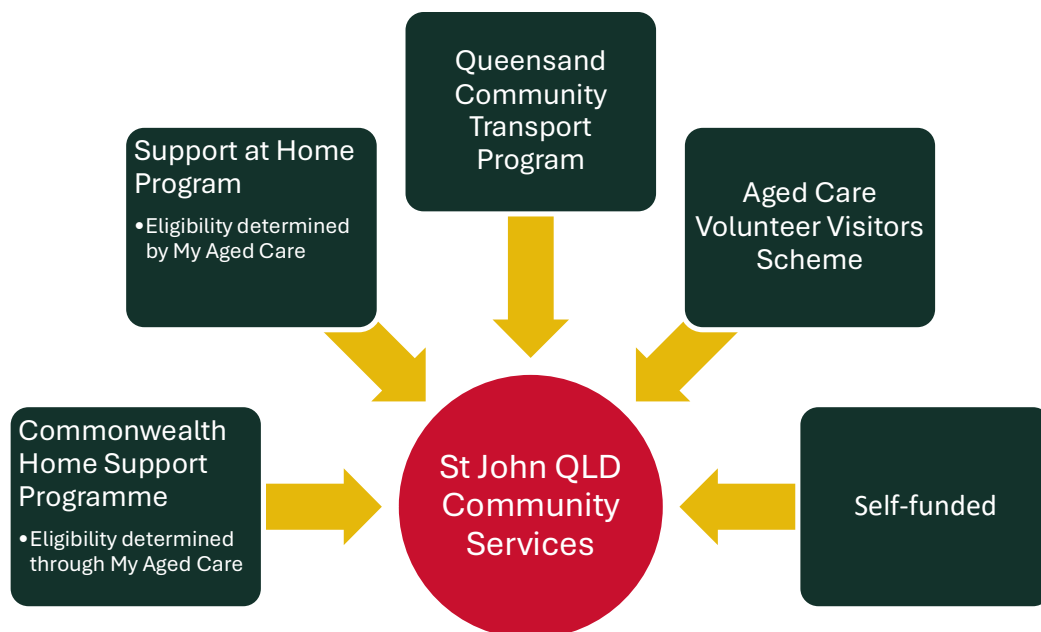 Queensand
Community
Transport
Program
Support at Home
Program
•Eligibility determined
by My Aged Care
Aged Care
Volunteer Visitors
Scheme
Commonwealth
Home Support
Programme
•Eligibility determined
through My Aged Care
St John QLD
Community
Services
Self-funded